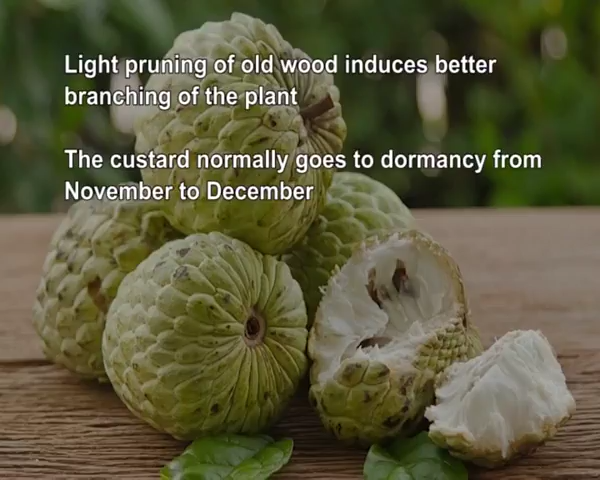 Light pruning of old wood induces better
branching of the plant
The custard normally goes to dormancy from
November to December